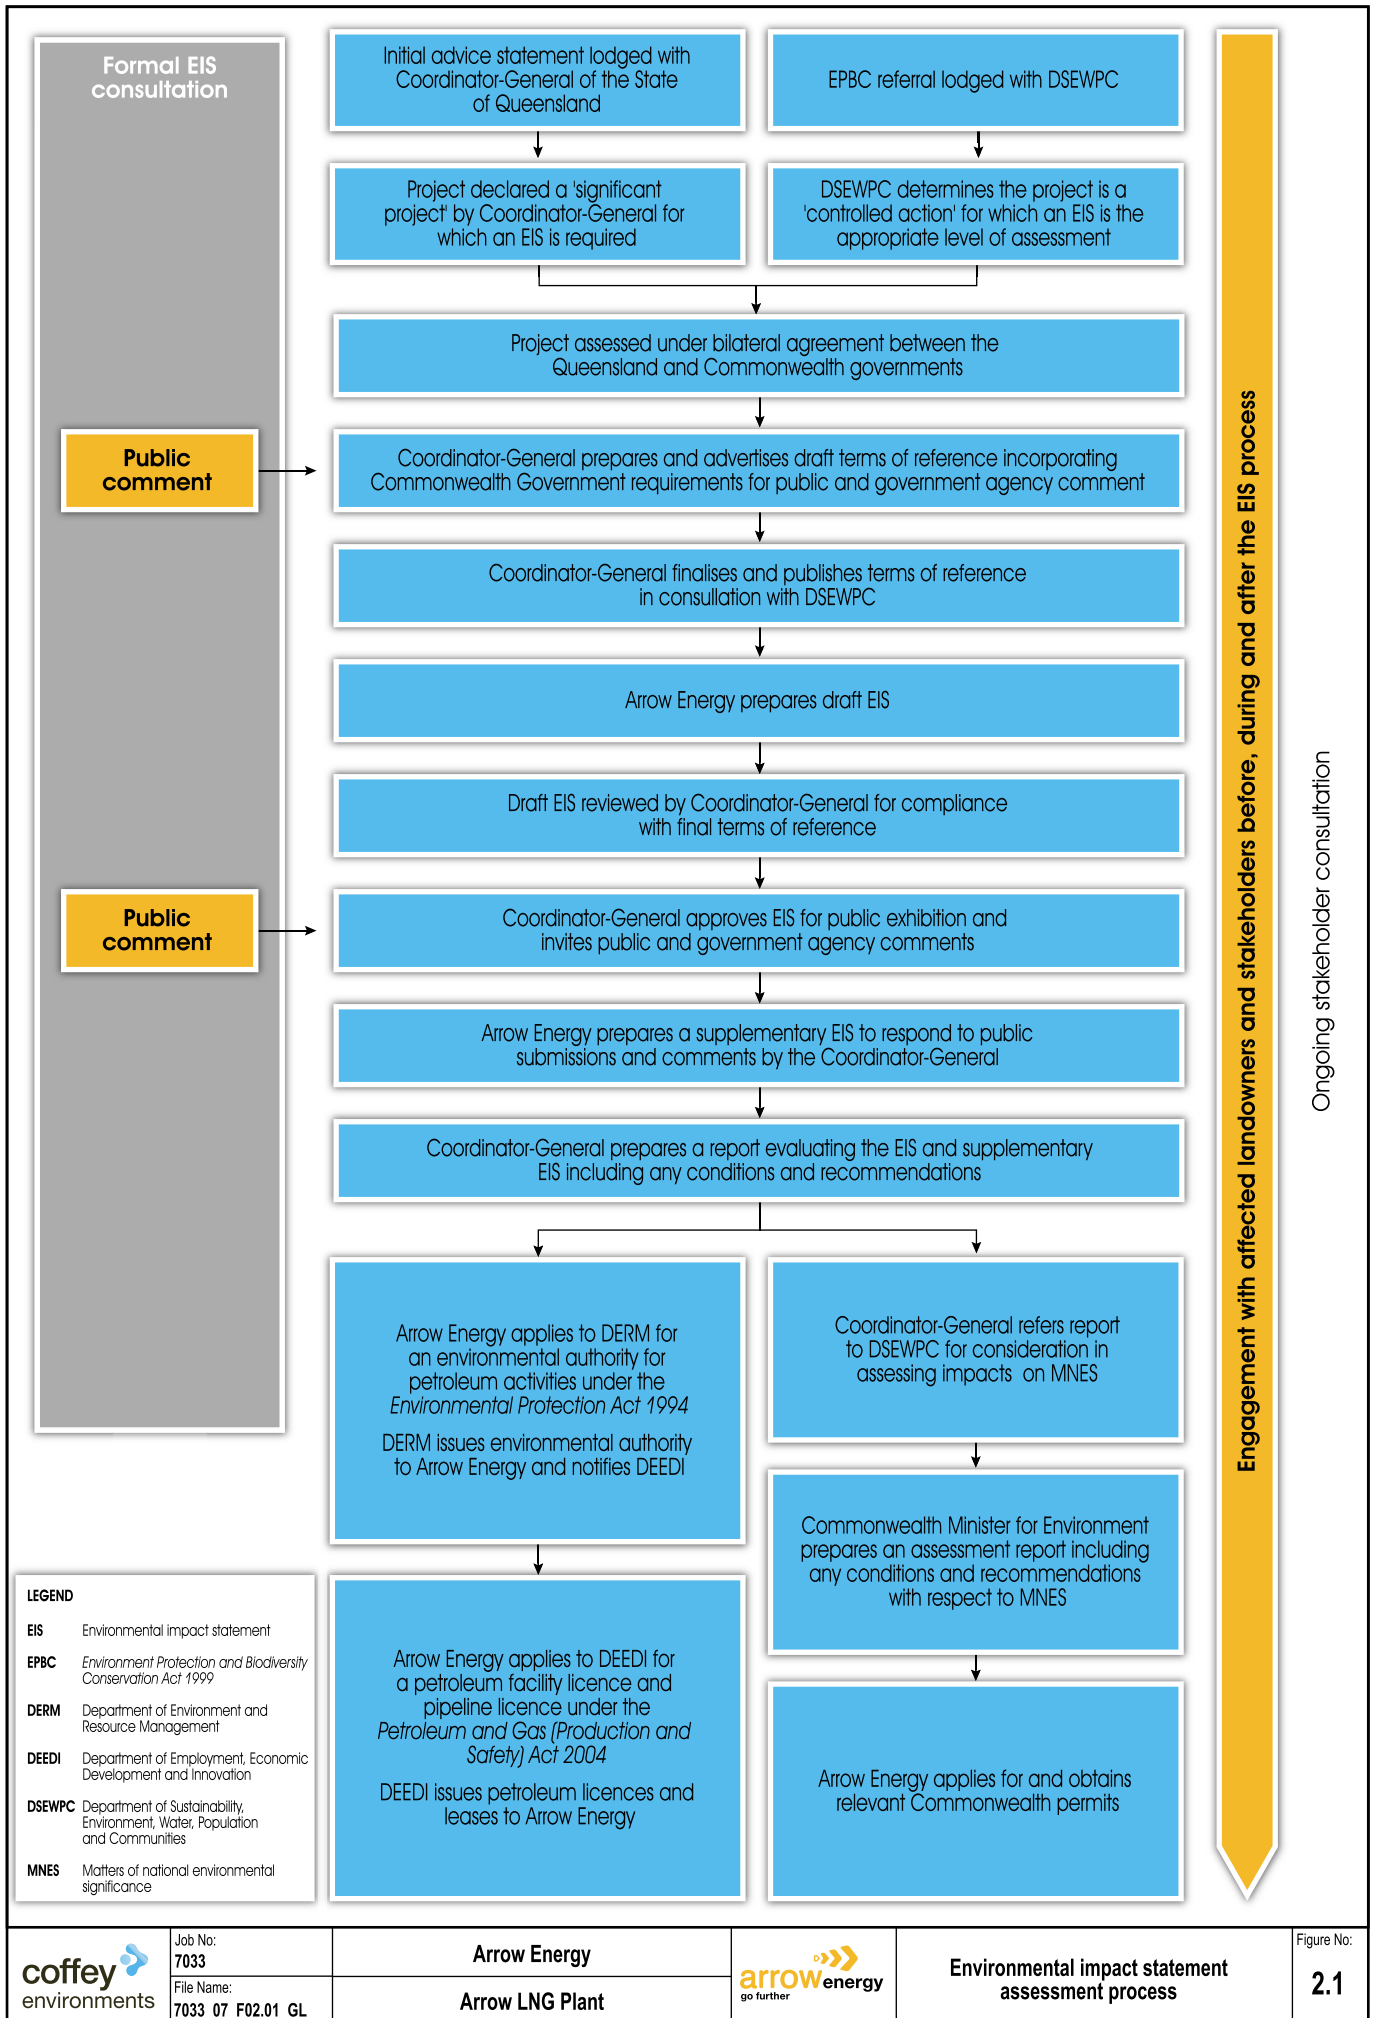 Formal EIS
consultation
Initial advice statement lodged with
Coordinator-General of the State
of Queensland
EPBC referral lodged with DSEWPC
Project declared a 'significant
project' by Coordinator-General for
which an EIS is required
DSEWPC determines the project is a
'controlled action' for which an EIS is the
appropriate level of assessment
Project assessed under bilateral agreement between the
Queensland and Commonwealth governments
Public
comment
Coordinator-General prepares and advertises draft terms of reference incorporating
Commonwealth Government requirements for public and government agency comment
Coordinator-General finalises and publishes terms of reference
in consullation with DSEWPC
Arrow Energy prepares draft EIS
Draft EIS reviewed by Coordinator-General for compliance
with final terms of reference
Public
comment
Coordinator-General approves EIS for public exhibition and
invites public and government agency comments
Arrow Energy prepares a supplementary EIS to respond to public
submissions and comments by the Coordinator-General
Coordinator-General prepares a report evaluating the EIS and supplementary
EIS including any conditions and recommendations
Arrow Energy applies to DERM for
an environmental authority for
petroleum activities under the
Environmental Protection Act 1994
DERM issues environmental authority
to Arrow Energy and notifies DEEDI
Coordinator-General refers report
to DSEWPC for consideration in
assessing impacts on MNES
Commonwealth Minister for Environment
prepares an assessment report including
any conditions and recommendations
with respect to MNES
Arrow Energy applies to DEEDI for
a petroleum facility licence and
pipeline licence under the
Petroleum and Gas (Production and
Safety) Act 2004
DEEDI issues petroleum licences and
leases to Arrow Energy
Arrow Energy applies for and obtains
relevant Commonwealth permits
Engagement with affected landowners and stakeholders before, during and after the EIS process
Ongoing stakeholder consultation
LEGEND
EIS Environmental impact statement
EPBC Environment Protection and Biodiversity
Conservation Act 1999
DERM Department of Environment and
Resource Management
DEEDI Department of Employment, Economic
Development and Innovation
DSEWPC Department of Sustainability,
Environment, Water, Population
and Communities
MNES Matters of national environmental
significance
coffey
environments
Job No:
7033
File Name:
7033_07_F02.01_GL
Arrow Energy
Arrow LNG Plant
arrowenergy
go further
Environmental impact statement
assessment process
Figure No:
2.1